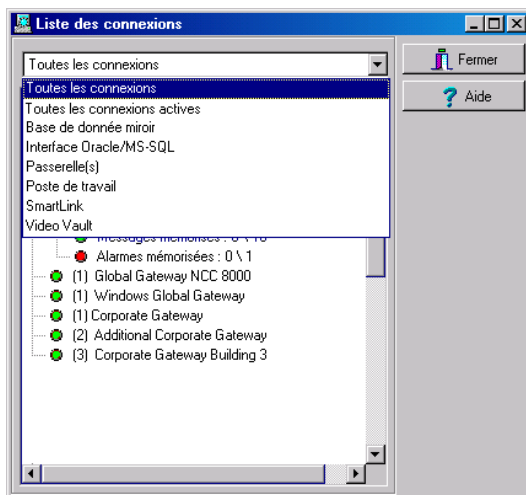 Liste des connexions
Toutes les connexions
Fermer
Aide
Toutes les connexions
Toutes les connexions actives
Base de donnée miroir
Interface Oracle/MS-SQL
Passerelle(s)
Poste de travail
SmartLink
Video Vault
Alarmes mémorisées : 0 \ 1
(1) Global Gateway NCC 8000
(1) Windows Global Gateway
(1) Corporate Gateway
(2) Additional Corporate Gateway
(3) Corporate Gateway Building 3